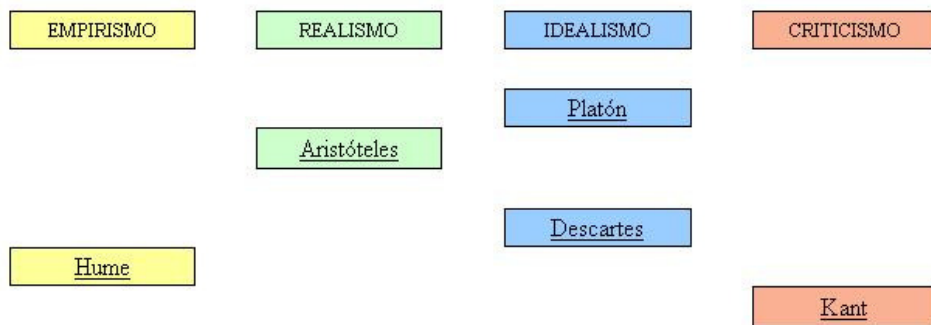 EMPIRISMO
REALISMO
IDEALISMO
CRITICISMO
Platón
Aristóteles
Descartes
Hume
Kant